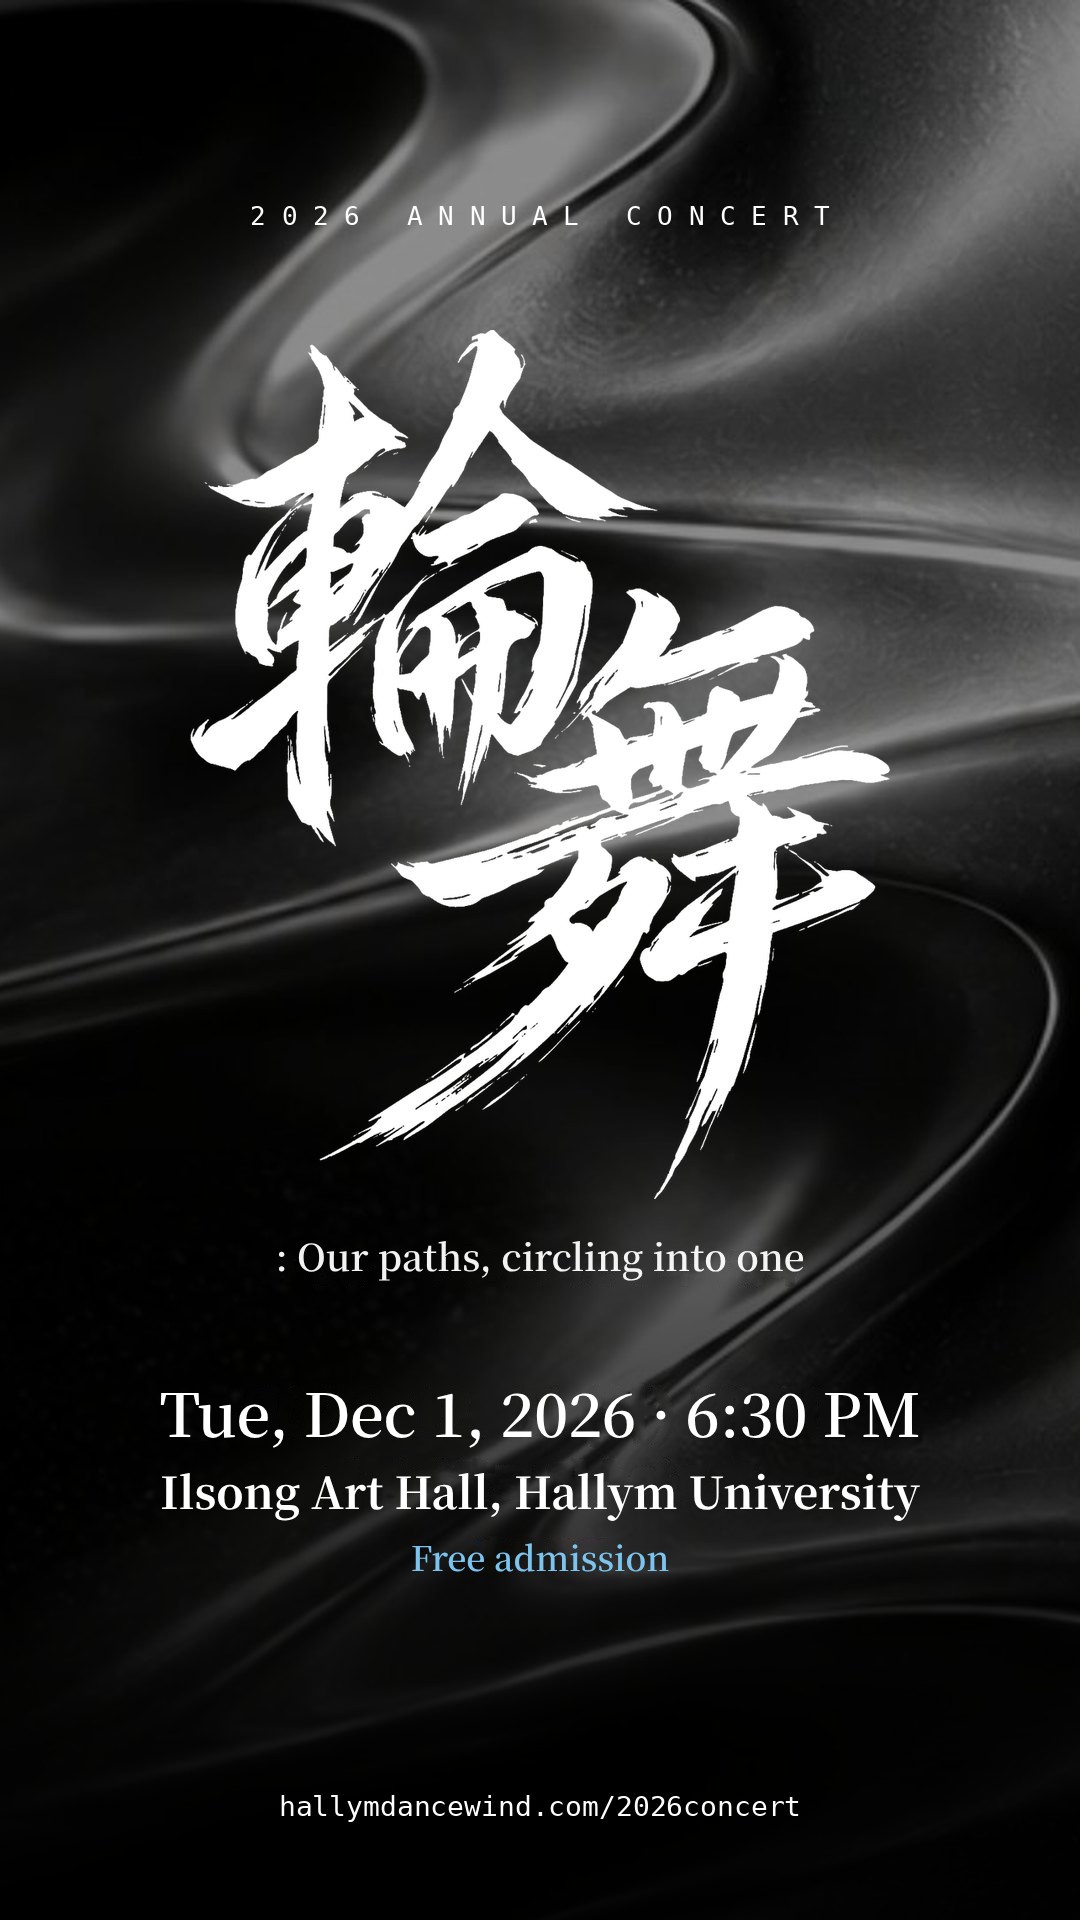 2026 ANNUAL CONCERT
輪舞
: Our paths, circling into one
Tue, Dec 1, 2026 · 6:30 PM
Ilsong Art Hall, Hallym University
Free admission
hallymdancewind.com/2026concert